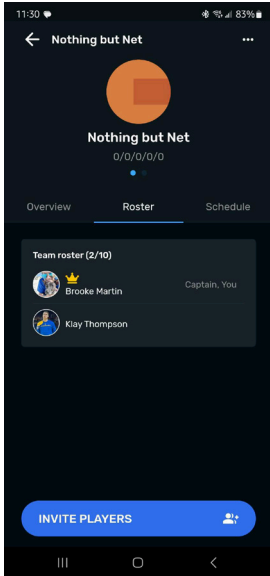 11:30 83%
Nothing but Net
Nothing but Net
0/0/0/0/0
Overview Roster Schedule
Team roster (2/10)
Brooke Martin Captain, You
Klay Thompson
INVITE PLAYERS